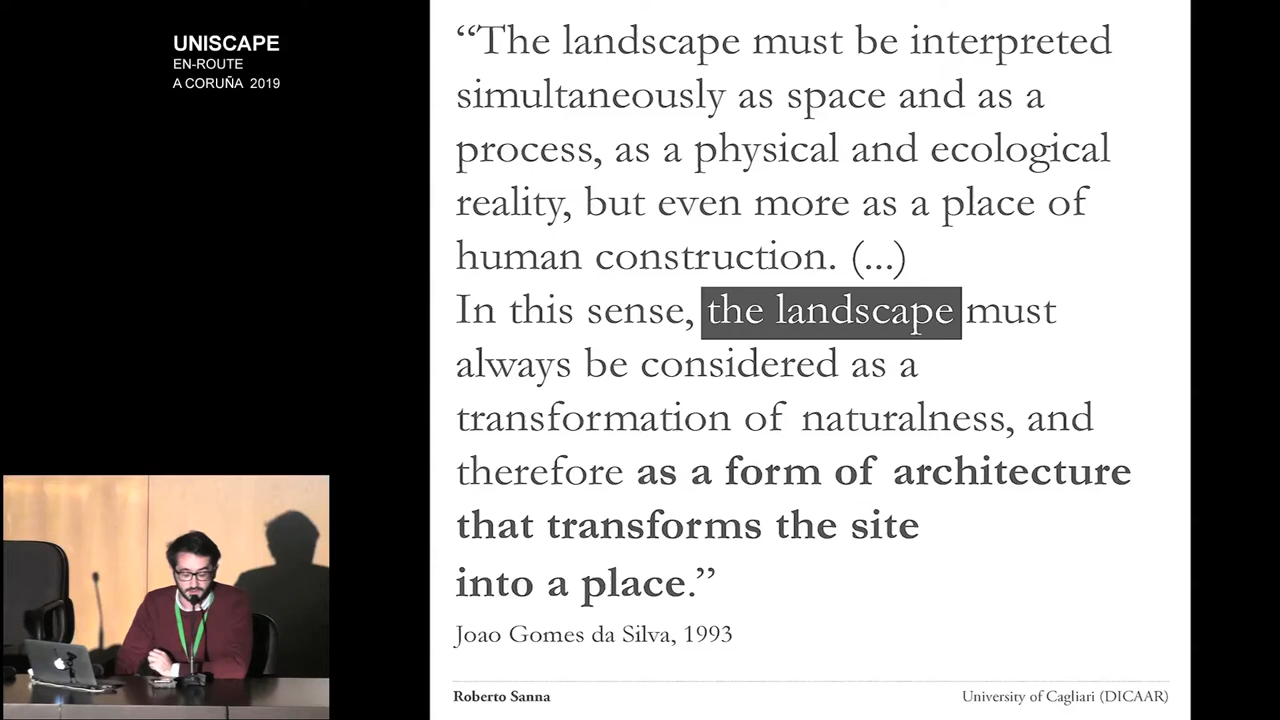 UNISCAPE
EN-ROUTE
A CORUÑA 2019
“The landscape must be interpreted
simultaneously as space and as a
process, as a physical and ecological
reality, but even more as a place of
human construction. (...)
In this sense, the landscape must
always be considered as a
transformation of naturalness, and
therefore as a form of architecture
that transforms the site
into a place.”
Joao Gomes da Silva, 1993
Roberto Sanna
University of Cagliari (DICAAR)